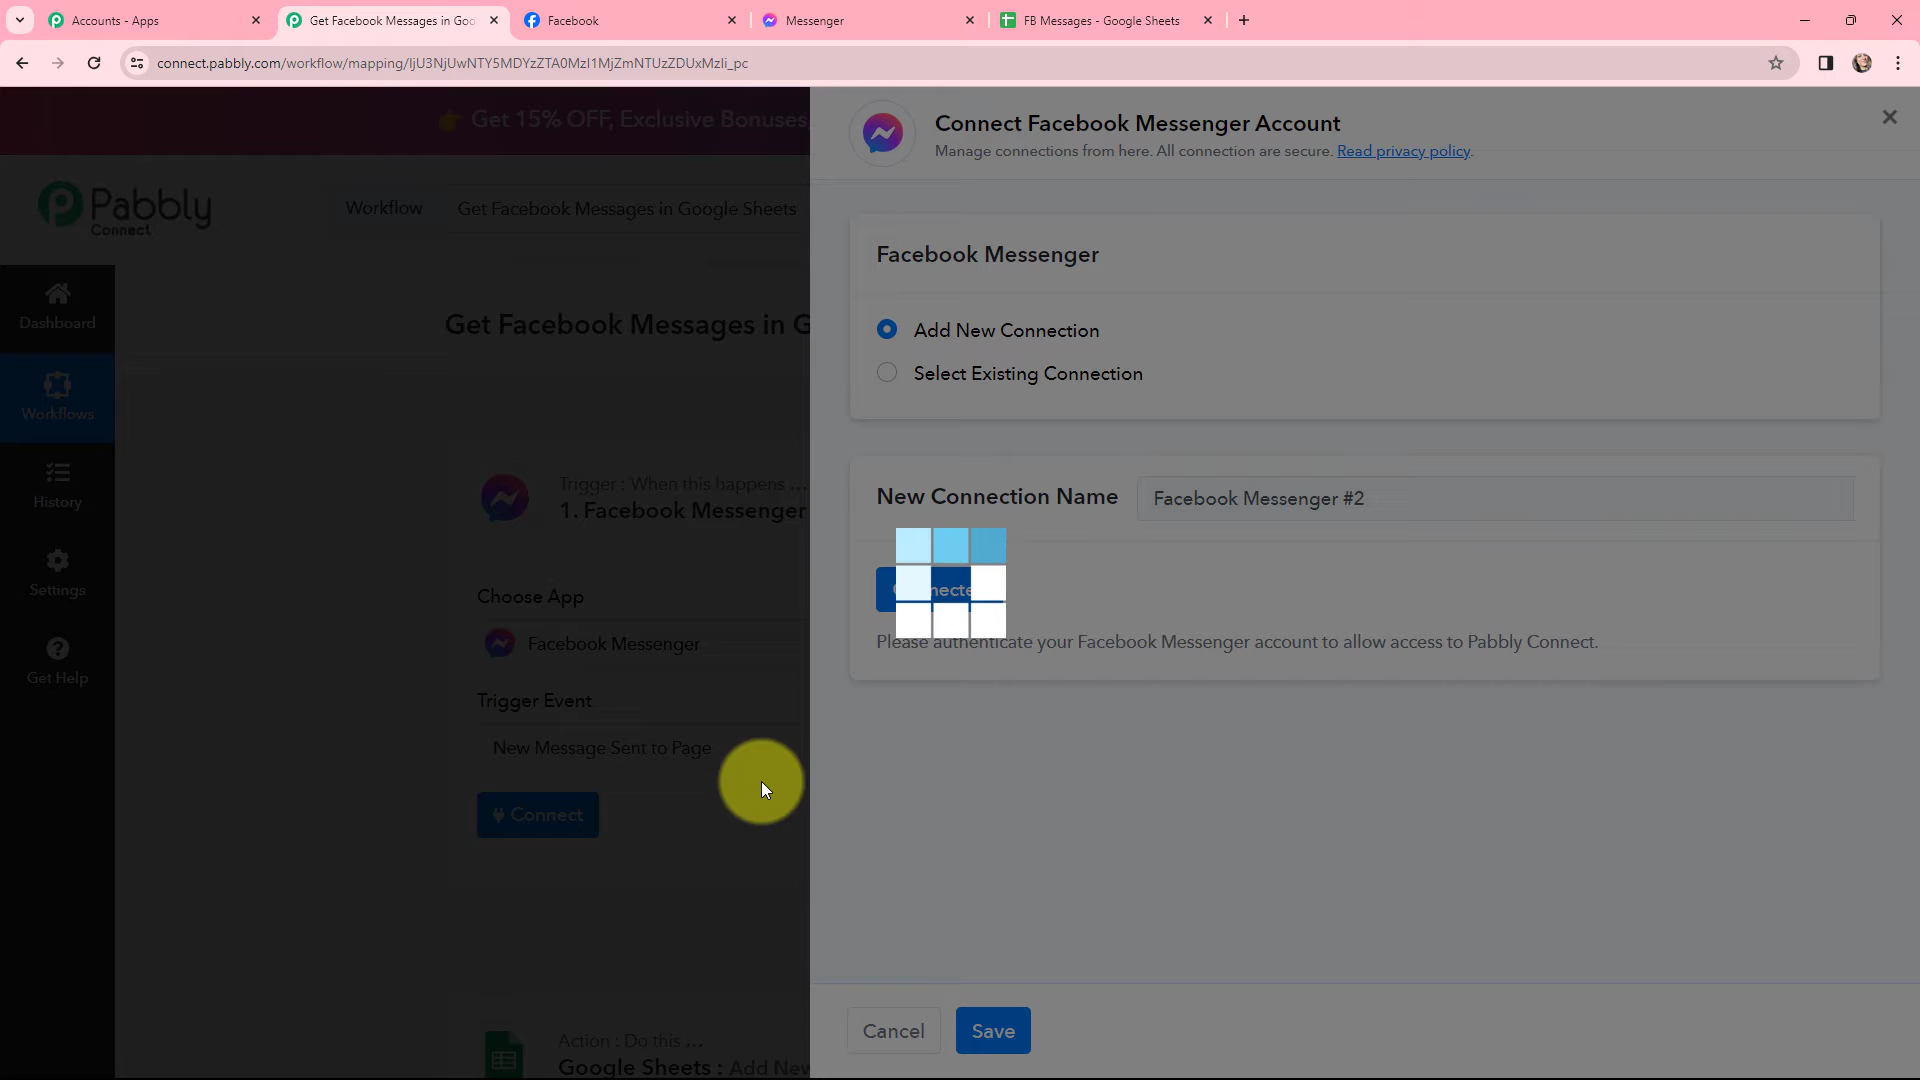 Accounts - Apps
Get Facebook Messages in Goo
Facebook
Messenger
FB Messages - Google Sheets
connect.pabbly.com/workflow/mapping/IjU3NjUwNTY5MDYzZTA0MzI1MjZmNTUzZDUxMzIi_pc
Get 15% OFF, Exclusive Bonuses,
Connect Facebook Messenger Account
Manage connections from here. All connection are secure. Read privacy policy.
Pabbly
Connect
Workflow
Get Facebook Messages in Google Sheets
Facebook Messenger
Dashboard
Get Facebook Messages in G
Add New Connection
Select Existing Connection
Workflows
History
Trigger : When this happens ...
1. Facebook Messenger
New Connection Name
Facebook Messenger #2
Settings
Choose App
Facebook Messenger
Please authenticate your Facebook Messenger account to allow access to Pabbly Connect.
Get Help
Trigger Event
New Message Sent to Page
Connect
Action : Do this ...
Google Sheets : Add New
Cancel
Save